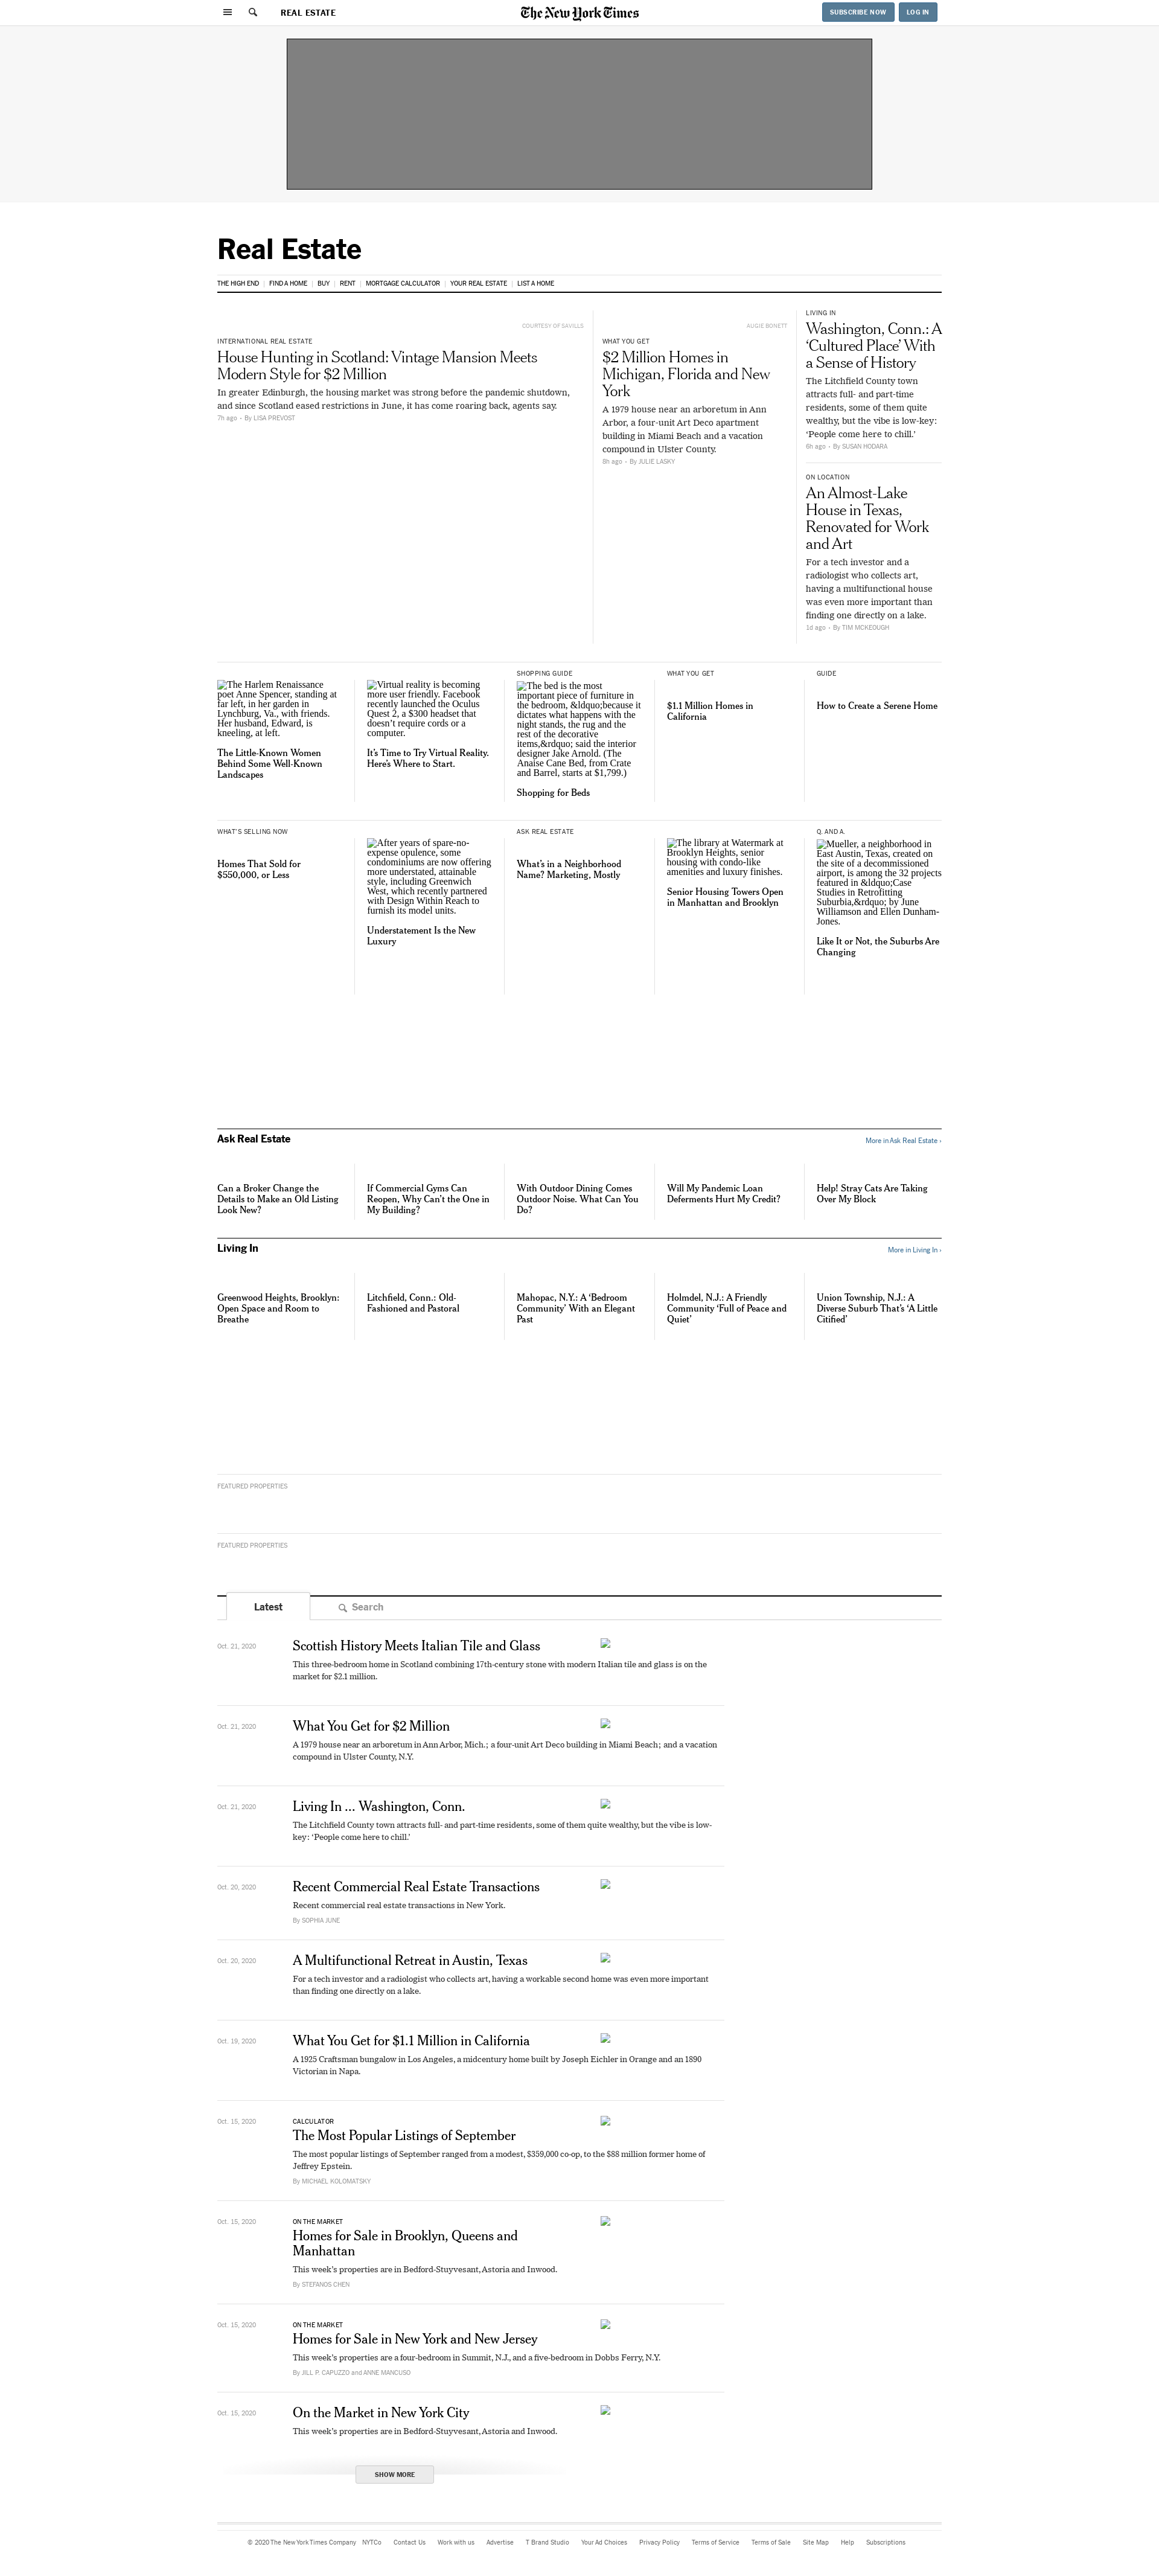 REAL ESTATE
The New York Times
SUBSCRIBE NOW
LOG IN
Real Estate
THE HIGH END
FIND A HOME
BUY
RENT
MORTGAGE CALCULATOR
YOUR REAL ESTATE
LIST A HOME
COURTESY OF SAVILLS
INTERNATIONAL REAL ESTATE
House Hunting in Scotland: Vintage Mansion Meets
Modern Style for $2 Million
In greater Edinburgh, the housing market was strong before the pandemic shutdown,
and since Scotland eased restrictions in June, it has come roaring back, agents say.
7h ago - By LISA PREVOST
AUGIE BONETT
WHAT YOU GET
$2 Million Homes in
Michigan, Florida and New
York
A 1979 house near an arboretum in Ann
Arbor, a four-unit Art Deco apartment
building in Miami Beach and a vacation
compound in Ulster County.
8h ago - By JULIE LASKY
LIVING IN
Washington, Conn.: A
‘Cultured Place’ With
a Sense of History
The Litchfield County town
attracts full- and part-time
residents, some of them quite
wealthy, but the vibe is low-key:
‘People come here to chill.’
6h ago - By SUSAN HODARA
ON LOCATION
An Almost-Lake
House in Texas,
Renovated for Work
and Art
For a tech investor and a
radiologist who collects art,
having a multifunctional house
was even more important than
finding one directly on a lake.
1d ago - By TIM MCKEOUGH
The Harlem Renaissance
poet Anne Spencer, standing at
far left, in her garden in
Lynchburg, Va., with friends.
Her husband, Edward, is
kneeling, at left.
The Little-Known Women
Behind Some Well-Known
Landscapes
Virtual reality is becoming
more user friendly. Facebook
recently launched the Oculus
Quest 2, a $300 headset that
doesn’t require cords or a
computer.
It’s Time to Try Virtual Reality.
Here’s Where to Start.
SHOPPING GUIDE
The bed is the most
important piece of furniture in
the bedroom, &ldquo;because it
dictates what happens with the
night stands, the rug and the
rest of the decorative
items,&rdquo; said the interior
designer Jake Arnold. (The
Anaise Cane Bed, from Crate
and Barrel, starts at $1,799.)
Shopping for Beds
WHAT YOU GET
$1.1 Million Homes in
California
GUIDE
How to Create a Serene Home
WHAT'S SELLING NOW
Homes That Sold for
$550,000, or Less
After years of spare-no-
expense opulence, some
condominiums are now offering
more understated, attainable
style, including Greenwich
West, which recently partnered
with Design Within Reach to
furnish its model units.
Understatement Is the New
Luxury
ASK REAL ESTATE
What’s in a Neighborhood
Name? Marketing, Mostly
The library at Watermark at
Brooklyn Heights, senior
housing with condo-like
amenities and luxury finishes.
Senior Housing Towers Open
in Manhattan and Brooklyn
Q. AND A.
Mueller, a neighborhood in
East Austin, Texas, created on
the site of a decommissioned
airport, is among the 32 projects
featured in &ldquo;Case
Studies in Retrofitting
Suburbia,&rdquo; by June
Williamson and Ellen Dunham-
Jones.
Like It or Not, the Suburbs Are
Changing
Ask Real Estate
More in Ask Real Estate ›
Can a Broker Change the
Details to Make an Old Listing
Look New?
If Commercial Gyms Can
Reopen, Why Can’t the One in
My Building?
With Outdoor Dining Comes
Outdoor Noise. What Can You
Do?
Will My Pandemic Loan
Deferments Hurt My Credit?
Help! Stray Cats Are Taking
Over My Block
Living In
More in Living In ›
Greenwood Heights, Brooklyn:
Open Space and Room to
Breathe
Litchfield, Conn.: Old-
Fashioned and Pastoral
Mahopac, N.Y.: A ‘Bedroom
Community’ With an Elegant
Past
Holmdel, N.J.: A Friendly
Community ‘Full of Peace and
Quiet’
Union Township, N.J.: A
Diverse Suburb That’s ‘A Little
Citified’
FEATURED PROPERTIES
FEATURED PROPERTIES
Latest
Search
Oct. 21, 2020
Scottish History Meets Italian Tile and Glass
This three-bedroom home in Scotland combining 17th-century stone with modern Italian tile and glass is on the
market for $2.1 million.
Oct. 21, 2020
What You Get for $2 Million
A 1979 house near an arboretum in Ann Arbor, Mich.; a four-unit Art Deco building in Miami Beach; and a vacation
compound in Ulster County, N.Y.
Oct. 21, 2020
Living In ... Washington, Conn.
The Litchfield County town attracts full- and part-time residents, some of them quite wealthy, but the vibe is low-
key: ‘People come here to chill.’
Oct. 20, 2020
Recent Commercial Real Estate Transactions
Recent commercial real estate transactions in New York.
By SOPHIA JUNE
Oct. 20, 2020
A Multifunctional Retreat in Austin, Texas
For a tech investor and a radiologist who collects art, having a workable second home was even more important
than finding one directly on a lake.
Oct. 19, 2020
What You Get for $1.1 Million in California
A 1925 Craftsman bungalow in Los Angeles, a midcentury home built by Joseph Eichler in Orange and an 1890
Victorian in Napa.
Oct. 15, 2020
CALCULATOR
The Most Popular Listings of September
The most popular listings of September ranged from a modest, $359,000 co-op, to the $88 million former home of
Jeffrey Epstein.
By MICHAEL KOLOMATSKY
Oct. 15, 2020
ON THE MARKET
Homes for Sale in Brooklyn, Queens and
Manhattan
This week’s properties are in Bedford-Stuyvesant, Astoria and Inwood.
By STEFANOS CHEN
Oct. 15, 2020
ON THE MARKET
Homes for Sale in New York and New Jersey
This week’s properties are a four-bedroom in Summit, N.J., and a five-bedroom in Dobbs Ferry, N.Y.
By JILL P. CAPUZZO and ANNE MANCUSO
Oct. 15, 2020
On the Market in New York City
This week’s properties are in Bedford-Stuyvesant, Astoria and Inwood.
SHOW MORE
© 2020 The New York Times Company
NYTCo
Contact Us
Work with us
Advertise
T Brand Studio
Your Ad Choices
Privacy Policy
Terms of Service
Terms of Sale
Site Map
Help
Subscriptions